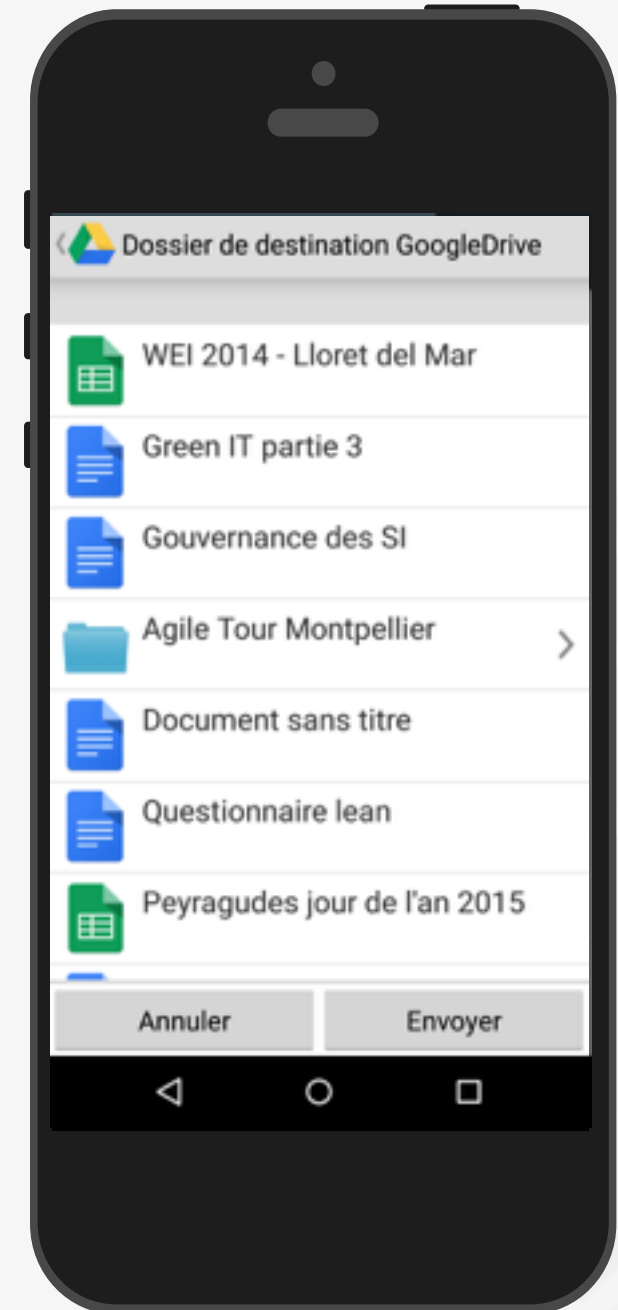 Dossier de destination GoogleDrive
WEI 2014 - Lloret del Mar
Green IT partie 3
Gouvernance des SI
Agile Tour Montpellier
Document sans titre
Questionnaire lean
Peyragudes jour de l'an 2015
Annuler
Envoyer